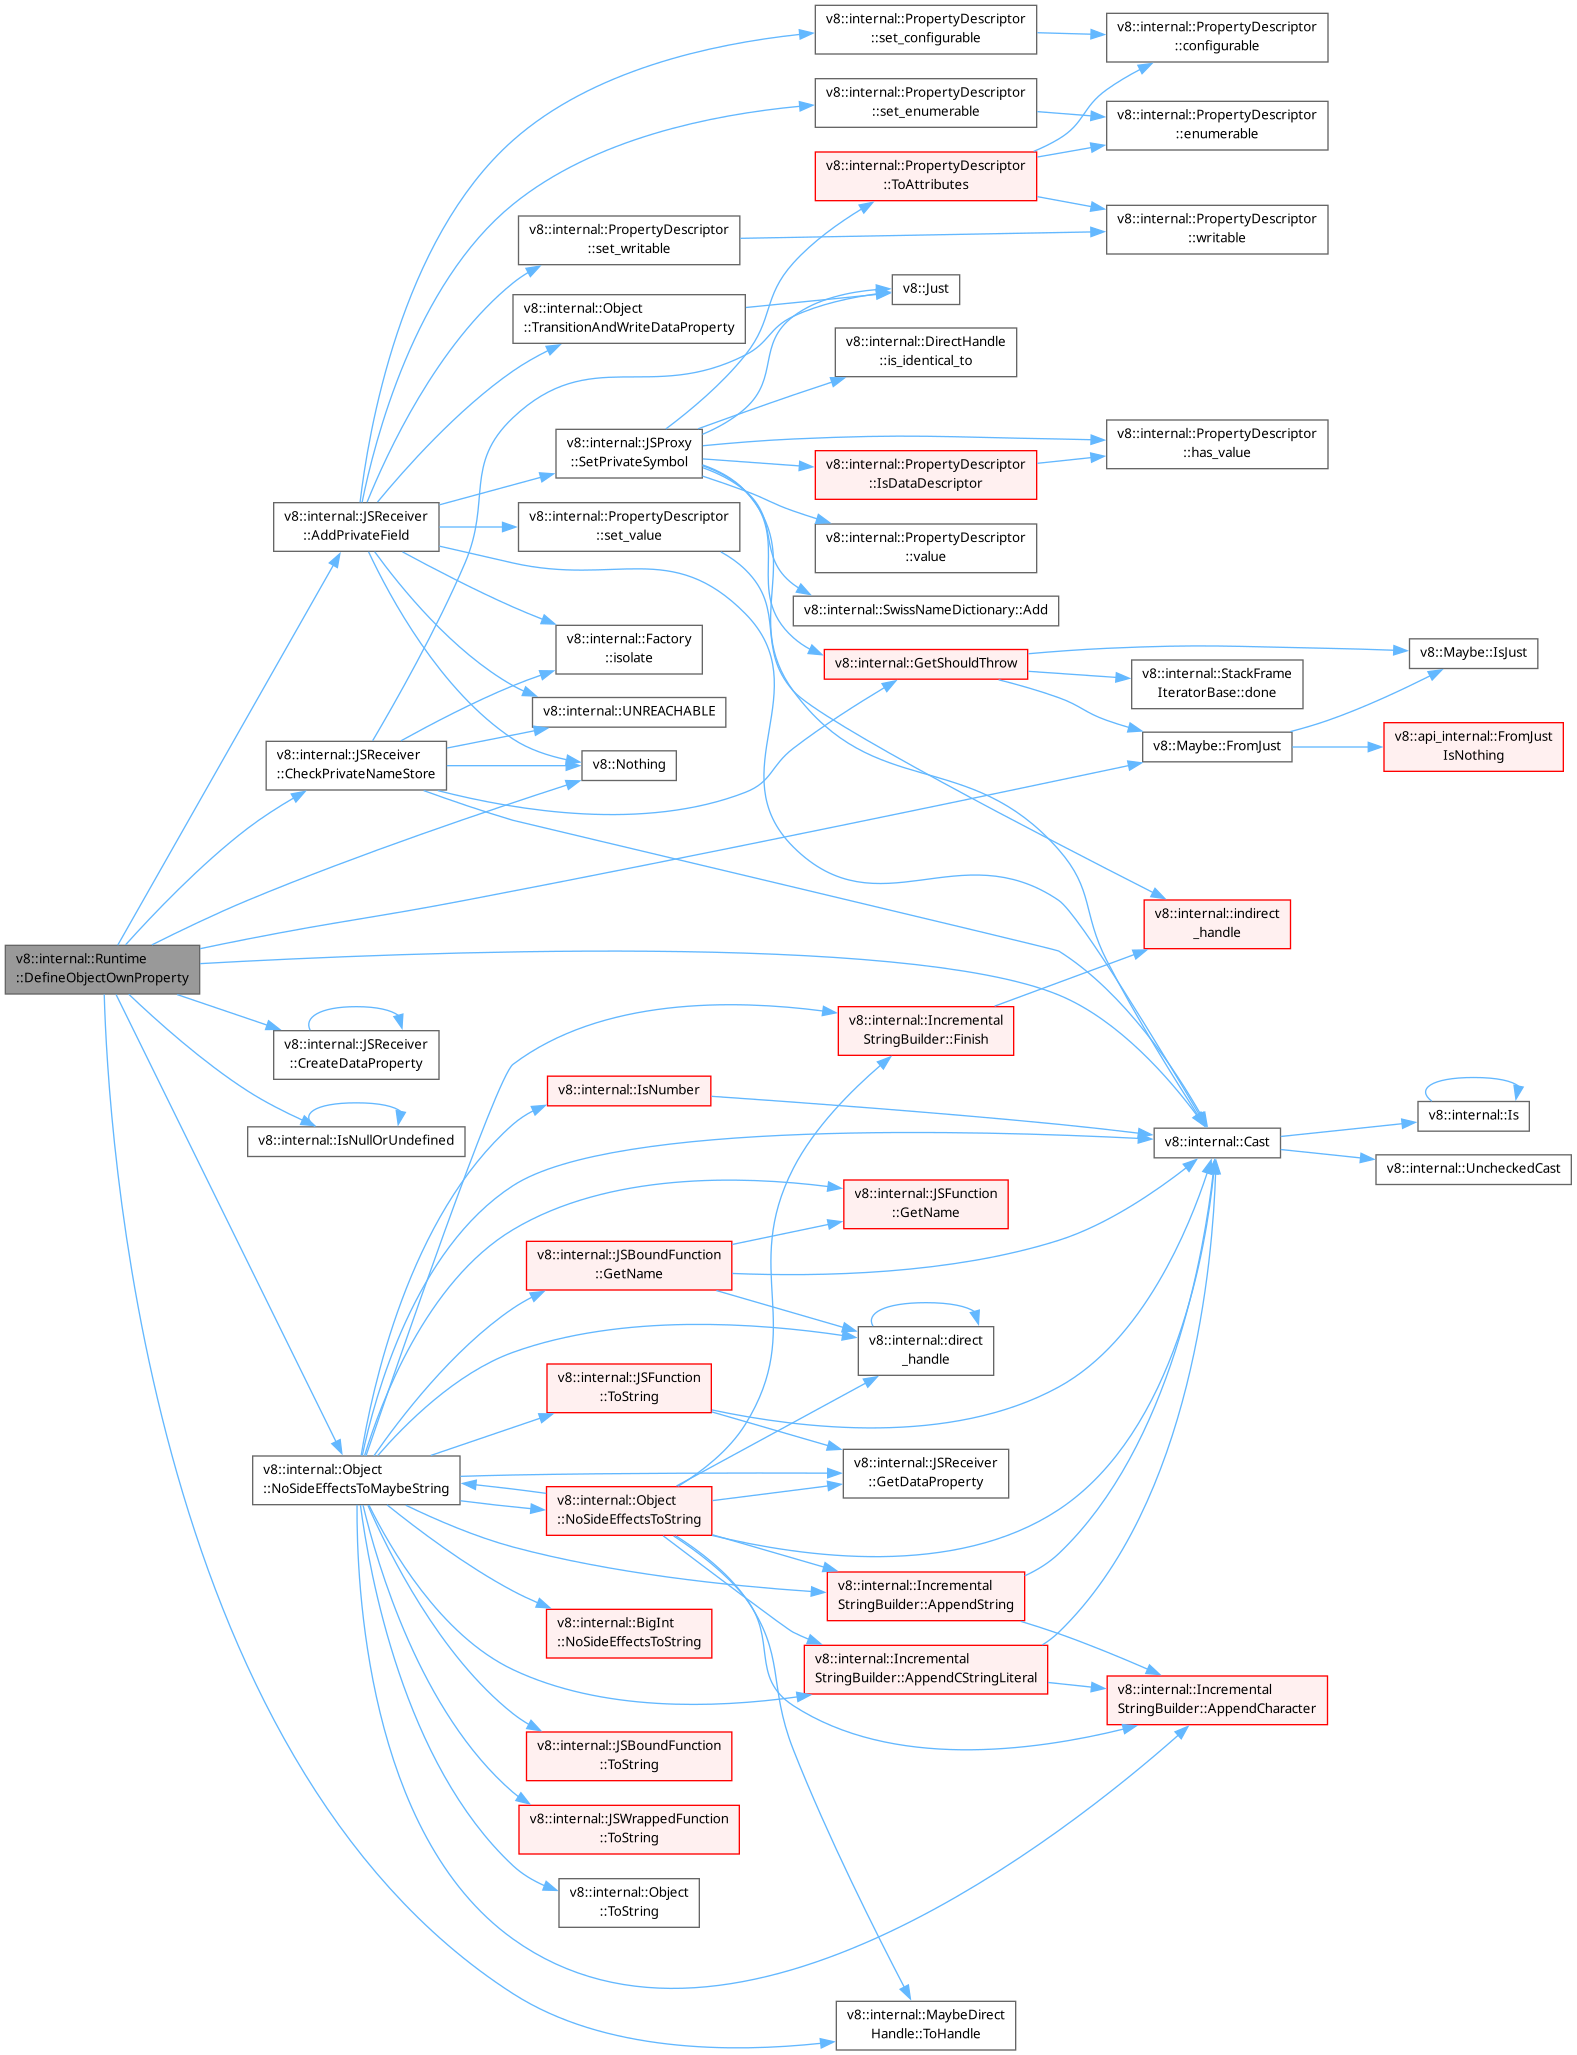 v8::internal::PropertyDescriptor
::set_configurable
v8::internal::PropertyDescriptor
::configurable
v8::internal::PropertyDescriptor
::set_enumerable
v8::internal::PropertyDescriptor
::enumerable
v8::internal::PropertyDescriptor
::ToAttributes
v8::internal::PropertyDescriptor
::set_writable
v8::internal::PropertyDescriptor
::writable
v8::Just
v8::internal::Object
::TransitionAndWriteDataProperty
v8::internal::DirectHandle
::is_identical_to
v8::internal::JSProxy
::SetPrivateSymbol
v8::internal::PropertyDescriptor
::has_value
v8::internal::PropertyDescriptor
::IsDataDescriptor
v8::internal::JSReceiver
::AddPrivateField
v8::internal::PropertyDescriptor
::set_value
v8::internal::PropertyDescriptor
::value
v8::internal::SwissNameDictionary::Add
v8::internal::Factory
::isolate
v8::internal::GetShouldThrow
v8::Maybe::IsJust
v8::internal::StackFrame
IteratorBase::done
v8::internal::UNREACHABLE
v8::Maybe::FromJust
v8::api_internal::FromJust
IsNothing
v8::internal::JSReceiver
::CheckPrivateNameStore
v8::Nothing
v8::internal::indirect
_handle
v8::internal::Runtime
::DefineObjectOwnProperty
v8::internal::Incremental
StringBuilder::Finish
v8::internal::JSReceiver
::CreateDataProperty
v8::internal::IsNumber
v8::internal::Is
v8::internal::IsNullOrUndefined
v8::internal::Cast
v8::internal::UncheckedCast
v8::internal::JSFunction
::GetName
v8::internal::JSBoundFunction
::GetName
v8::internal::direct
_handle
v8::internal::JSFunction
::ToString
v8::internal::JSReceiver
::GetDataProperty
v8::internal::Object
::NoSideEffectsToMaybeString
v8::internal::Object
::NoSideEffectsToString
v8::internal::Incremental
StringBuilder::AppendString
v8::internal::BigInt
::NoSideEffectsToString
v8::internal::Incremental
StringBuilder::AppendCStringLiteral
v8::internal::Incremental
StringBuilder::AppendCharacter
v8::internal::JSBoundFunction
::ToString
v8::internal::JSWrappedFunction
::ToString
v8::internal::Object
::ToString
v8::internal::MaybeDirect
Handle::ToHandle